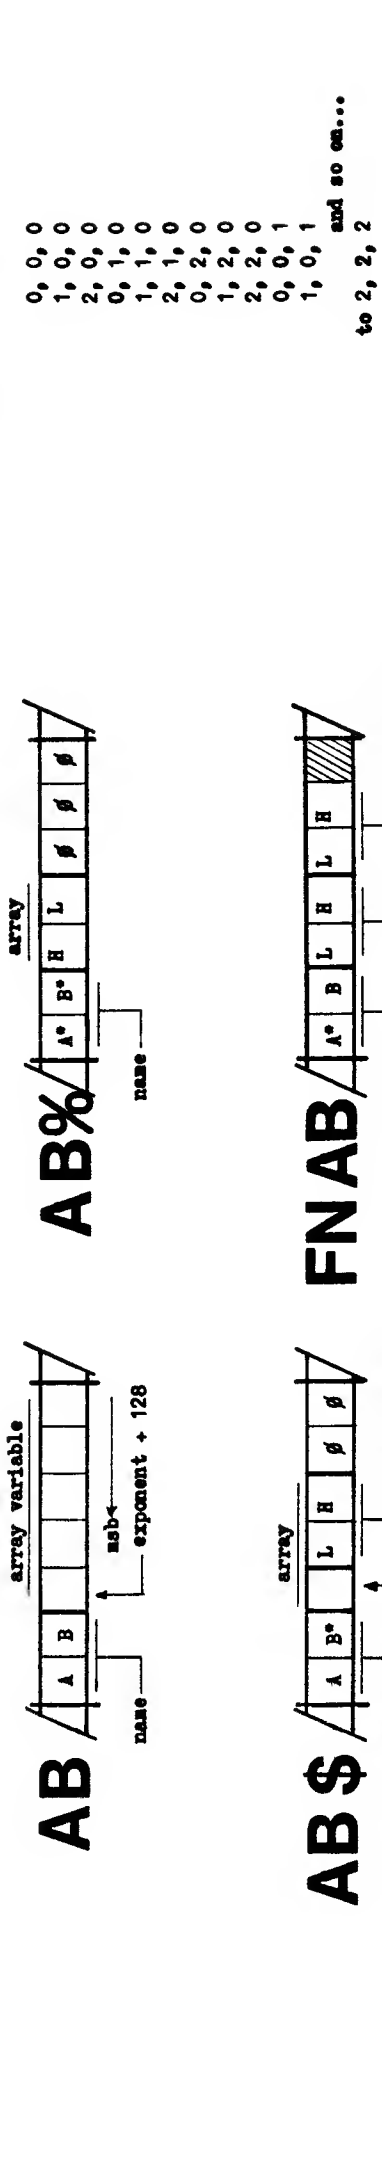 AB
array variable
A B
name
msb
exponent + 128
AB%
array
A* B* H L ø ø ø
name
0, 0, 0
1, 0, 0
2, 0, 0
0, 1, 0
1, 1, 0
2, 1, 0
0, 2, 0
1, 2, 0
2, 2, 0
0, 0, 1
1, 0, 1
and so on...
to 2, 2, 2
AB$
array
A B* L H ø ø
FN AB
A* B L H L H